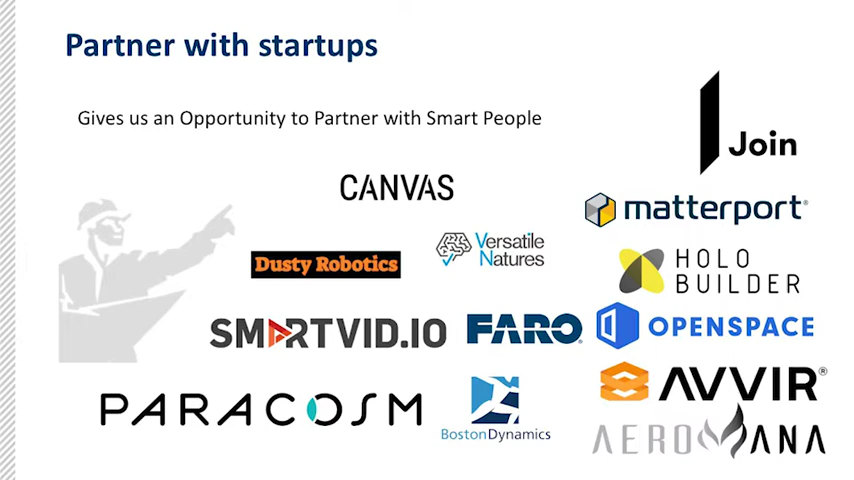 Partner with startups
Gives us an Opportunity to Partner with Smart People
Join
CANVAS
matterport®
Versatile
Natures
Dusty Robotics
HOLO
BUILDER
SMARTVID.IO
FARO
OPENSPACE
AVVIR®
PARACOSM
BostonDynamics
AEROMANA